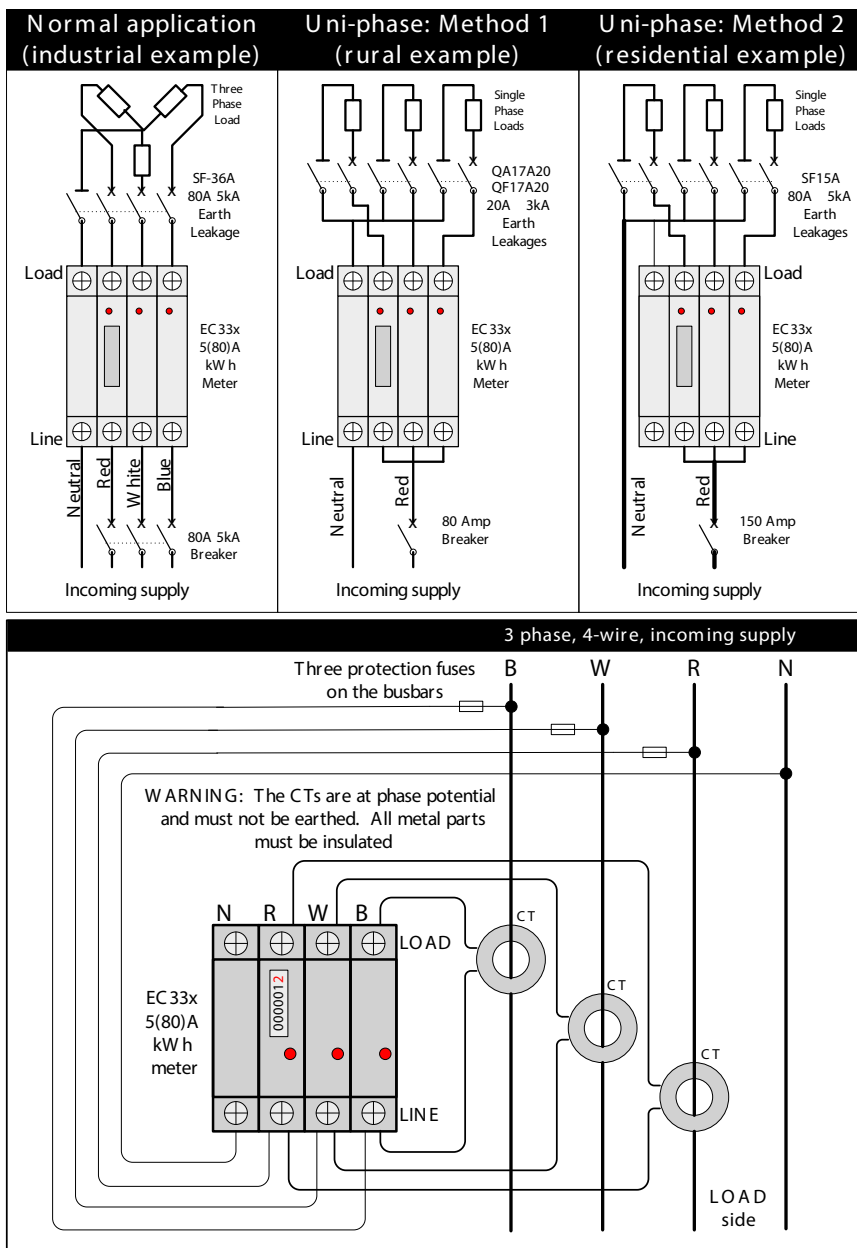 Normal application
(industrial example)
Three
Phase
Load
SF-36A
80A 5kA
Earth
Leakage
Load
EC33x
5(80)A
kWh
Meter
Line
Neutral
Red
White
Blue
80A 5kA
Breaker
Incoming supply
Uni-phase: Method 1
(rural example)
Single
Phase
Loads
QA17A20
QF17A20
20A 3kA
Earth
Leakages
Load
EC33x
5(80)A
kWh
Meter
Line
Neutral
Red
80 Amp
Breaker
Incoming supply
Uni-phase: Method 2
(residential example)
Single
Phase
Loads
SF15A
80A 5kA
Earth
Leakages
Load
EC33x
5(80)A
kWh
Meter
Line
Neutral
Red
150 Amp
Breaker
Incoming supply
3 phase, 4-wire, incoming supply
Three protection fuses
on the busbars
B W R N
WARNING: The CTs are at phase potential
and must not be earthed. All metal parts
must be insulated
N R W B
LOAD
CT
CT
CT
0000012
EC33x
5(80)A
kWh
meter
LINE
LOAD
side